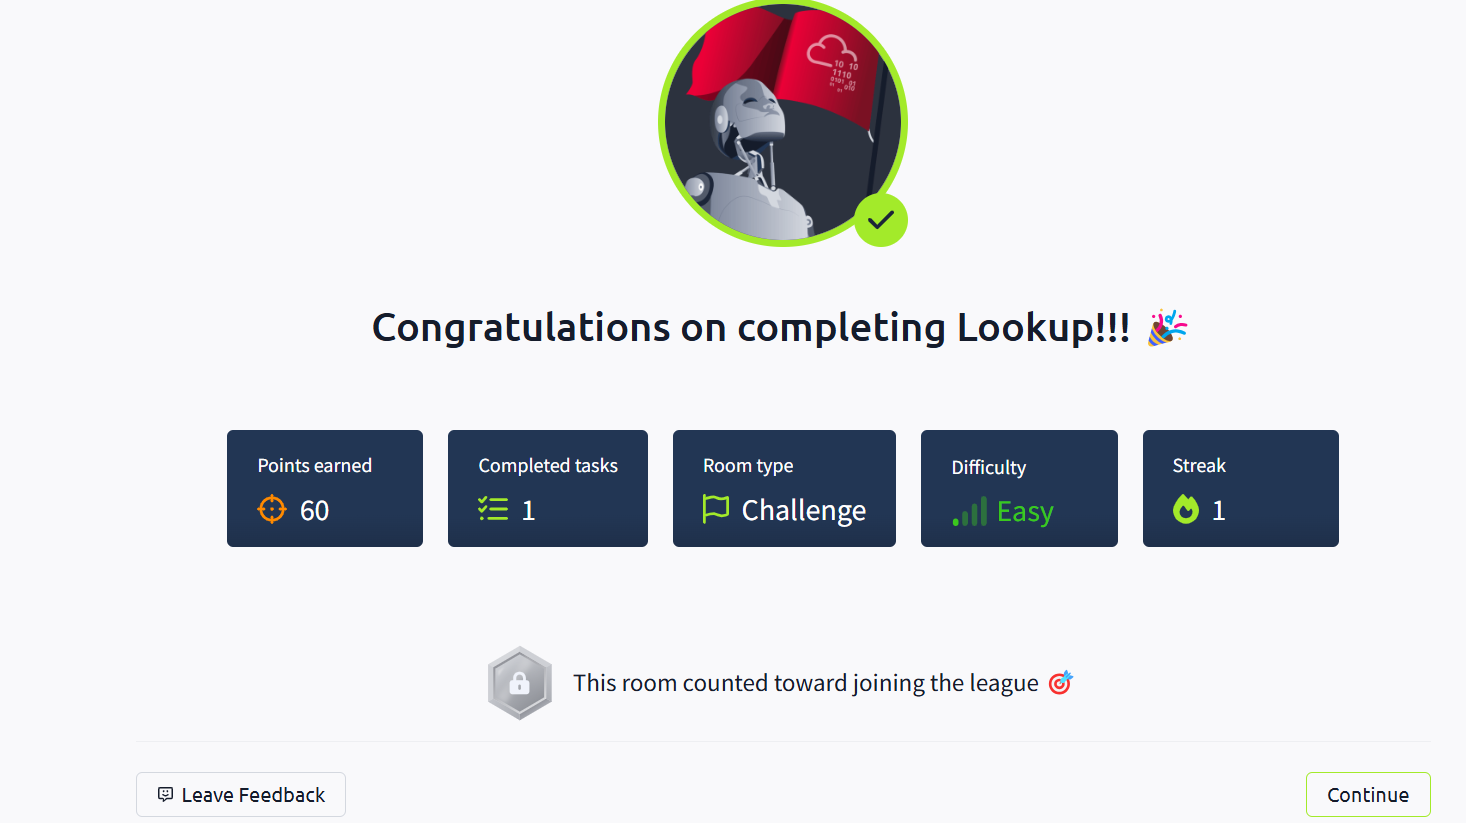 10 10
1110
0101 01
01 010
01
Congratulations on completing Lookup!!! 🎉
Points earned
60
Completed tasks
1
Room type
Challenge
Difficulty
Easy
Streak
1
This room counted toward joining the league 🎯
Leave Feedback
Continue